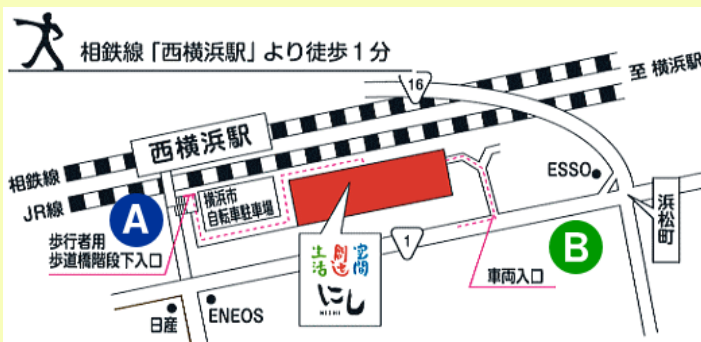 相鉄線「西横浜駅」より徒歩1分
16
至 横浜駅
西横浜駅
相鉄線
JR線
A
横浜市
自転車駐車場
ESSO
浜松町
歩行者用
歩道橋階段下入口
1
B
車両入口
生活 創造 空間
にし
NISHI
日産
ENEOS